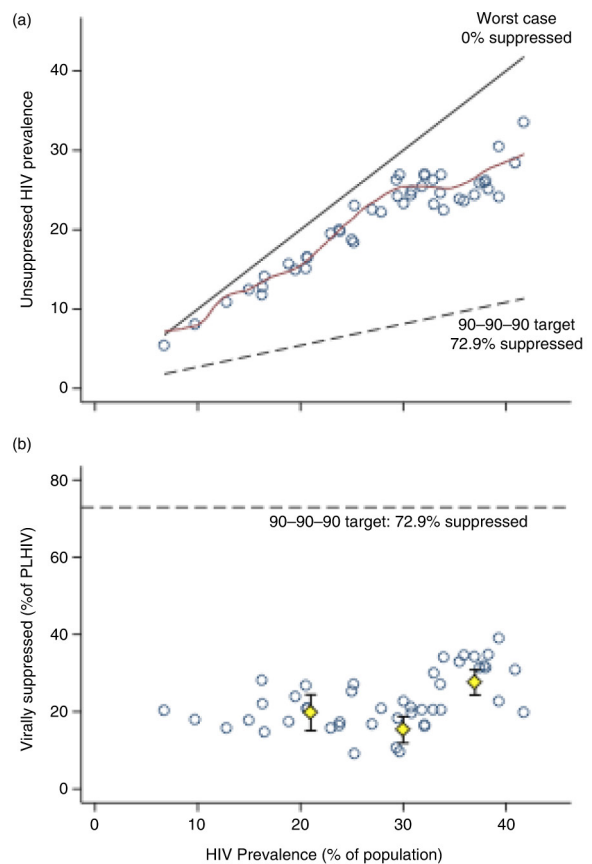 (a)
Worst case
0% suppressed
Unsuppressed HIV prevalence
40
30
20
10
0
90–90–90 target
72.9% suppressed
(b)
Virally suppressed (%of PLHIV)
80
60
40
20
0
90–90–90 target: 72.9% suppressed
0 10 20 30 40
HIV Prevalence (% of population)